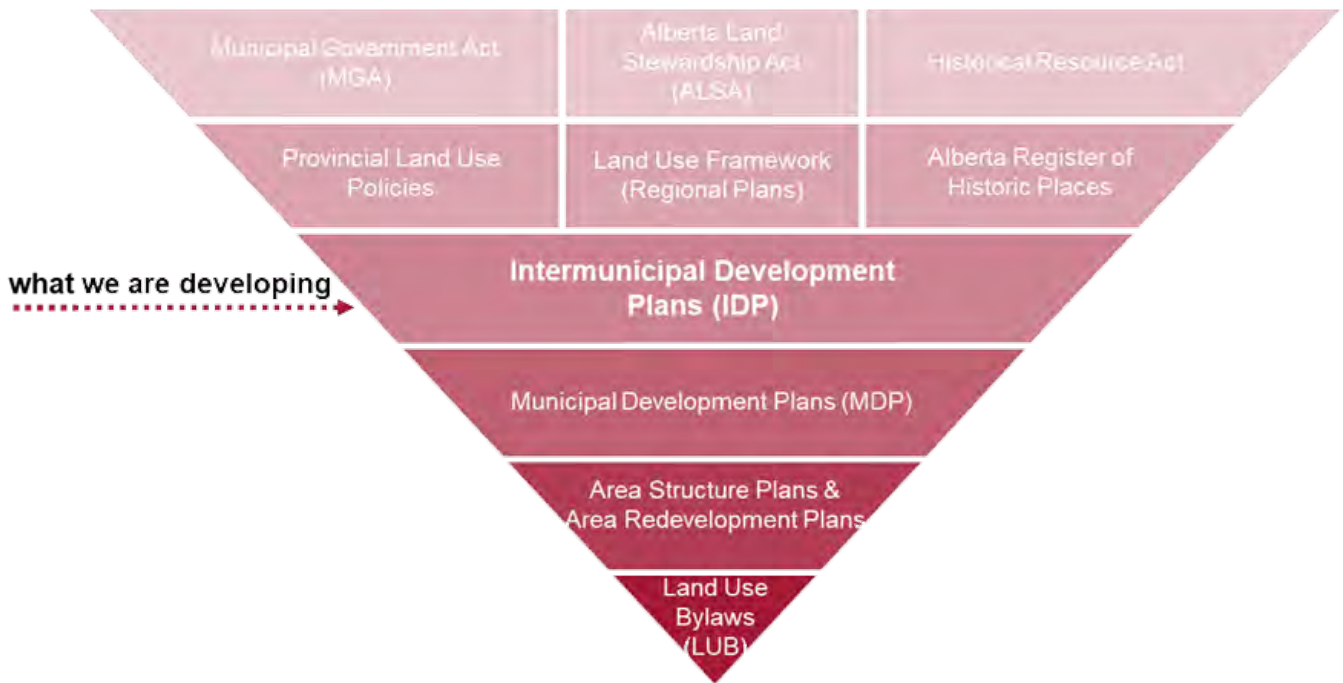 Municipal Government Act
(MGA)
Alberta Land
Stewardship Act
(ALSA)
Historical Resource Act
Provincial Land Use
Policies
Land Use Framework
(Regional Plans)
Alberta Register of
Historic Places
what we are developing
Intermunicipal Development
Plans (IDP)
Municipal Development Plans (MDP)
Area Structure Plans &
Area Redevelopment Plans
Land Use
Bylaws
(LUB)